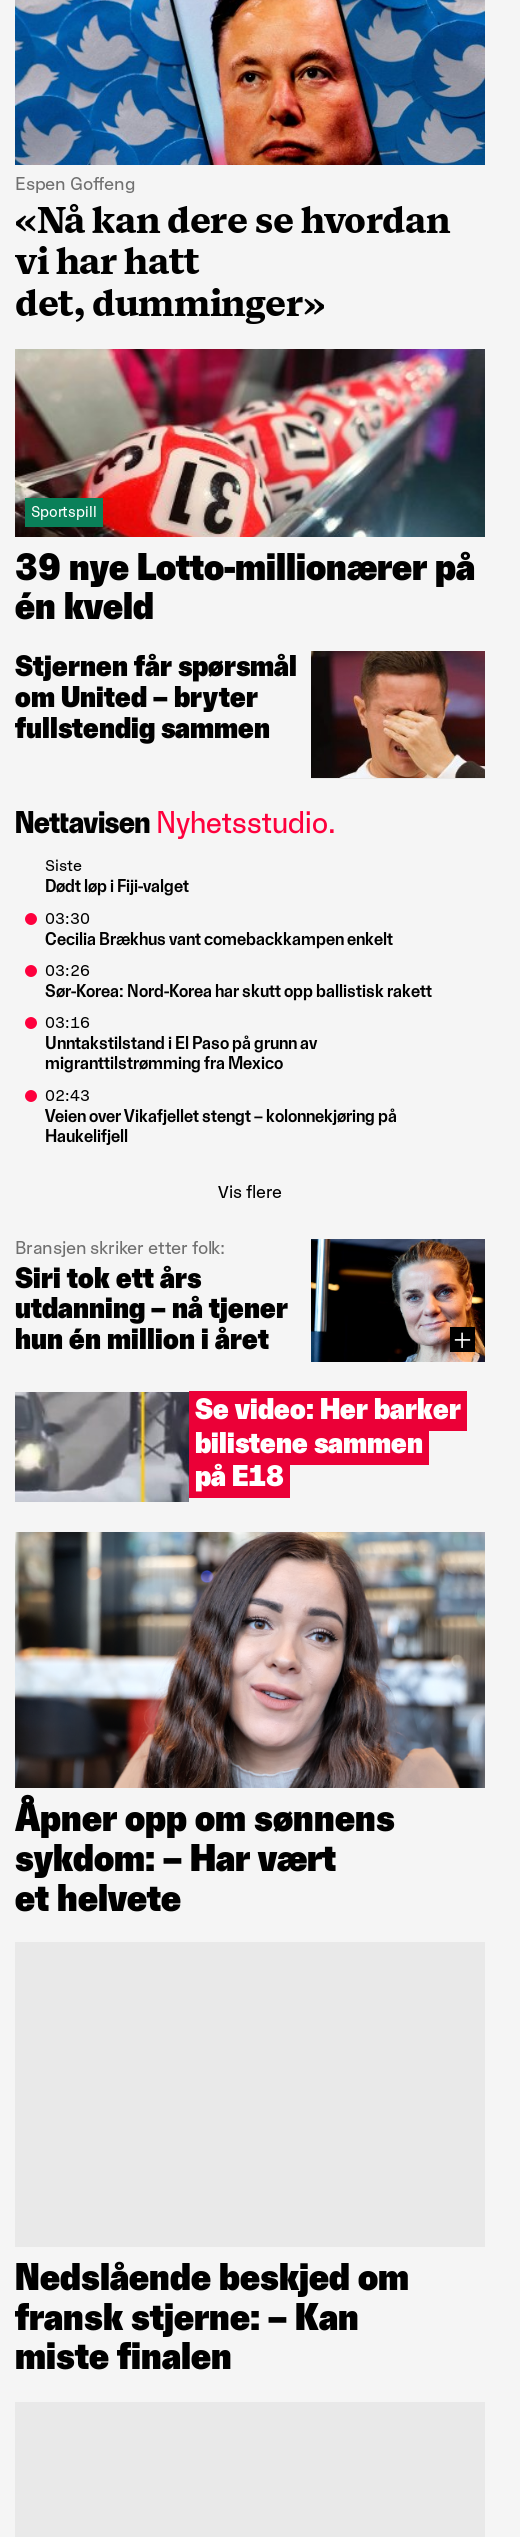 Espen Goffeng
«Nå kan dere se hvordan
vi har hatt
det, dumminger»
31
21
Sportspill
39 nye Lotto-millionærer på
én kveld
Stjernen får spørsmål
om United – bryter
fullstendig sammen
Nettavisen Nyhetsstudio.
Siste
Dødt løp i Fiji-valget
03:30
Cecilia Brækhus vant comebackkampen enkelt
03:26
Sør-Korea: Nord-Korea har skutt opp ballistisk rakett
03:16
Unntakstilstand i El Paso på grunn av
migranttilstrømming fra Mexico
02:43
Veien over Vikafjellet stengt – kolonnekjøring på
Haukelifjell
Vis flere
Bransjen skriker etter folk:
Siri tok ett års
utdanning – nå tjener
hun én million i året
Se video: Her barker
bilistene sammen
på E18
Åpner opp om sønnens
sykdom: – Har vært
et helvete
Nedslående beskjed om
fransk stjerne: – Kan
miste finalen